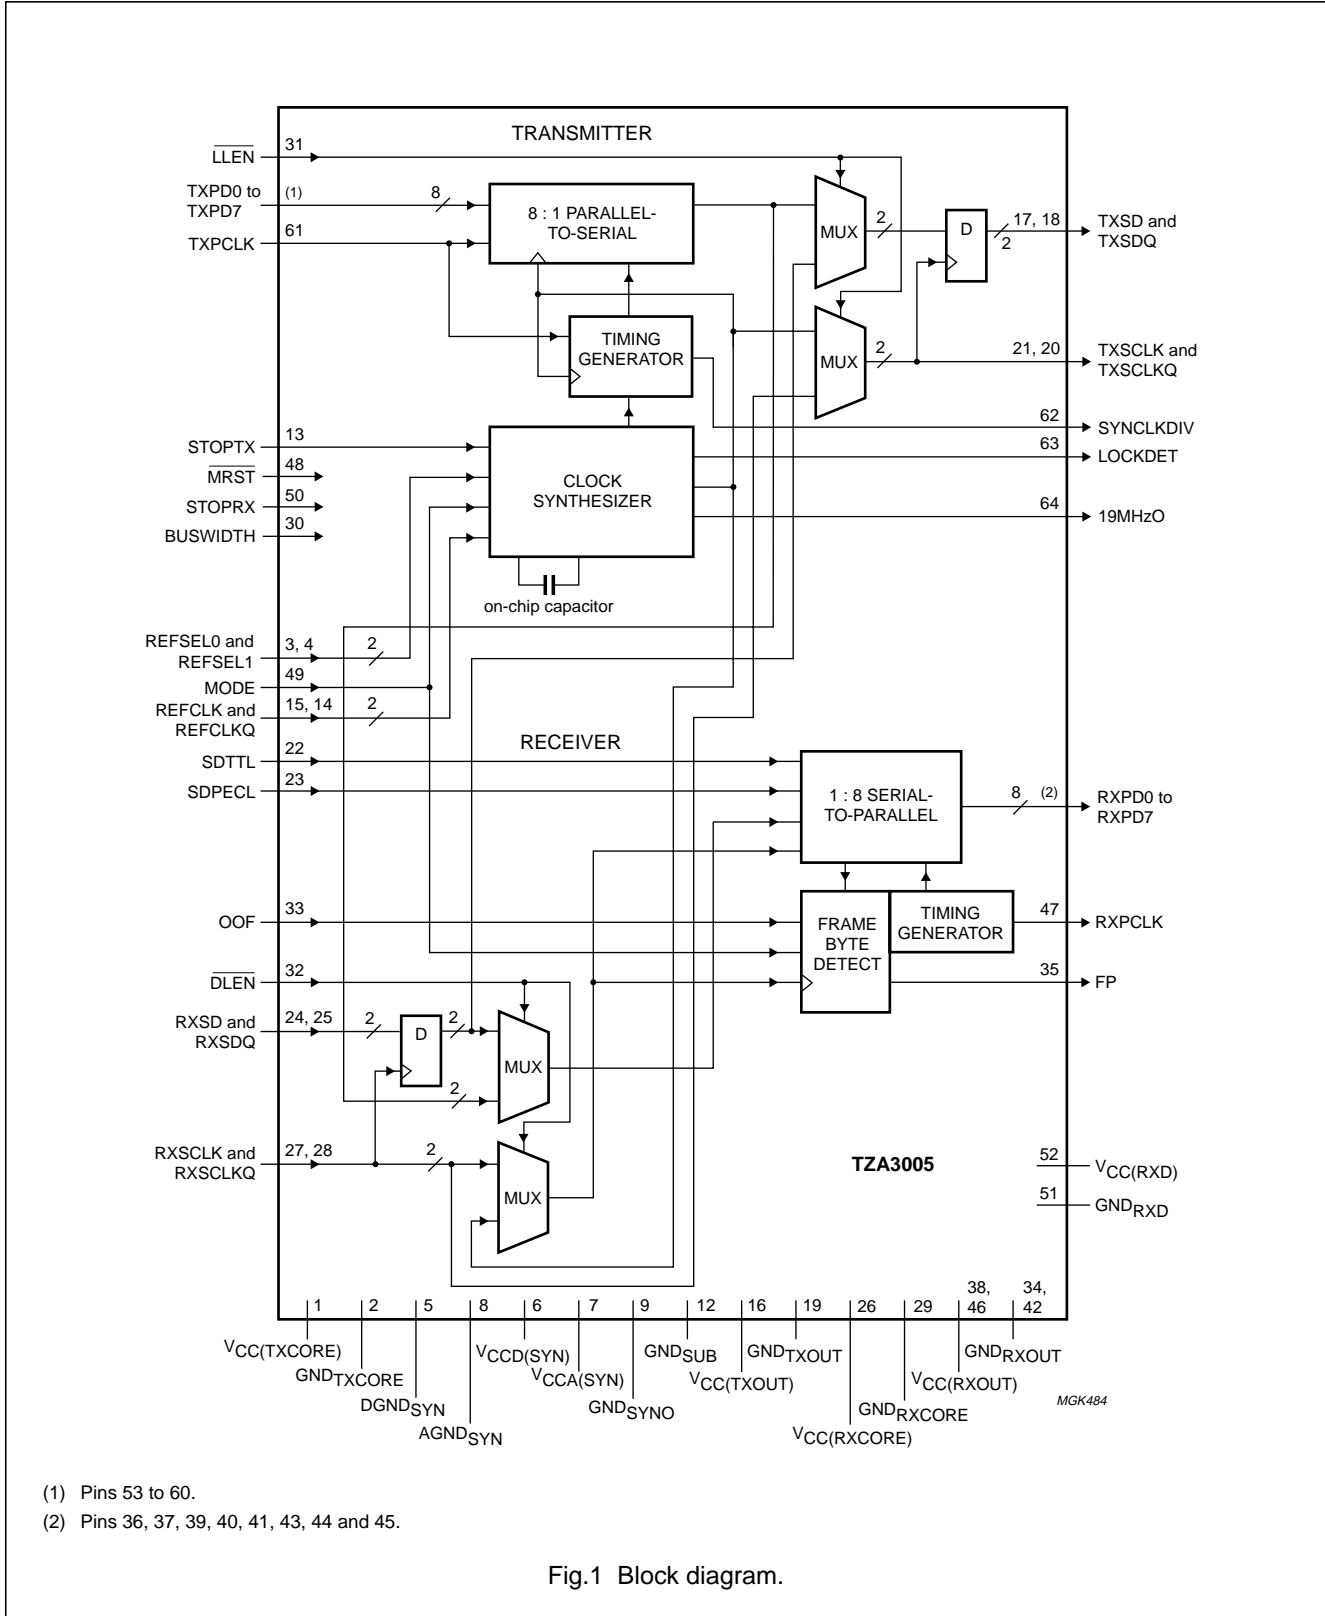 TRANSMITTER
LLEN
31
TXPD0 to
TXPD7
(1)
8
TXPCLK
61
8 : 1 PARALLEL-
TO-SERIAL
MUX
2
D
2
17, 18
TXSD and
TXSDQ
TIMING
GENERATOR
MUX
2
21, 20
TXSCLK and
TXSCLKQ
62
SYNCLKDIV
63
LOCKDET
64
19MHzO
STOPTX
13
MRST
48
STOPRX
50
BUSWIDTH
30
CLOCK
SYNTHESIZER
on-chip capacitor
REFSEL0 and
REFSEL1
3, 4
2
MODE
49
REFCLK and
REFCLKQ
15, 14
2
RECEIVER
SDTTL
22
SDPECL
23
1 : 8 SERIAL-
TO-PARALLEL
8
(2)
RXPD0 to
RXPD7
OOF
33
FRAME
BYTE
DETECT
TIMING
GENERATOR
47
RXPCLK
35
FP
DLEN
32
RXSD and
RXSDQ
24, 25
2
D
2
MUX
2
RXSCLK and
RXSCLKQ
27, 28
2
MUX
TZA3005
52
VCC(RXD)
51
GNDRXD
1
2
5
8
6
7
9
12
16
19
26
29
38,
46
34,
42
VCC(TXCORE)
GNDTXCORE
DGNDSYN
AGNDSYN
VCCD(SYN)
VCCA(SYN)
GNDSYNO
GNDSUB
VCC(TXOUT)
GNDTXOUT
VCC(RXCORE)
GNDRXCORE
VCC(RXOUT)
GNDRXOUT
MGK484
(1) Pins 53 to 60.
(2) Pins 36, 37, 39, 40, 41, 43, 44 and 45.
Fig.1 Block diagram.